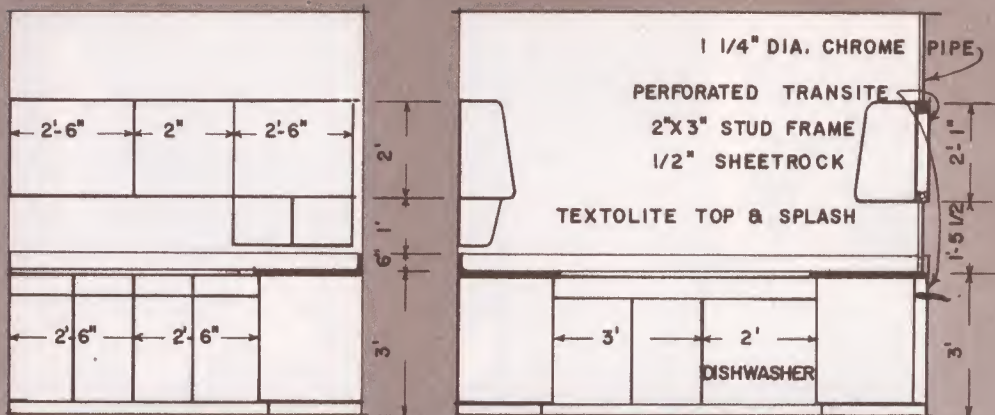 2'-6" 2" 2'-6"
2'
1'
6"
2'-6" 2'-6"
3'
1 1/4" DIA. CHROME PIPE
PERFORATED TRANSITE
2"X3" STUD FRAME
1/2" SHEETROCK
TEXTOLITE TOP & SPLASH
2'-1"
1'-5 1/2
3' 2'
DISHWASHER
3'